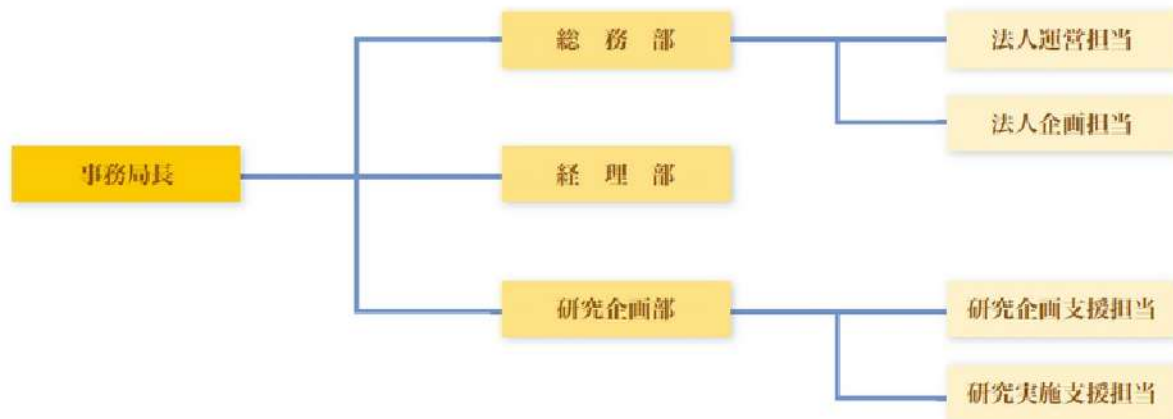 総　務　部
法人運営担当
法人企画担当
事務局長
経　理　部
研究企画部
研究企画支援担当
研究実施支援担当